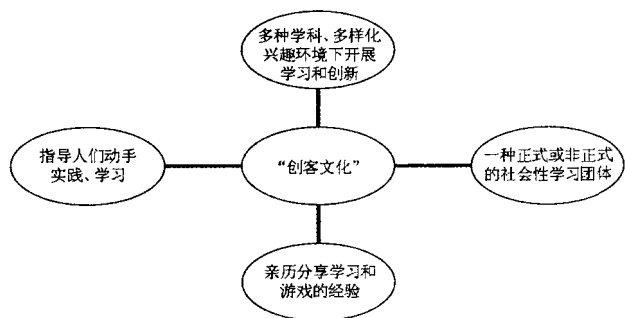 多种学科、多样化
兴趣环境下开展
学习和创新
指导人们动手
实践、学习
“创客文化”
一种正式或非正式
的社会性学习团体
亲历分享学习和
游戏的经验